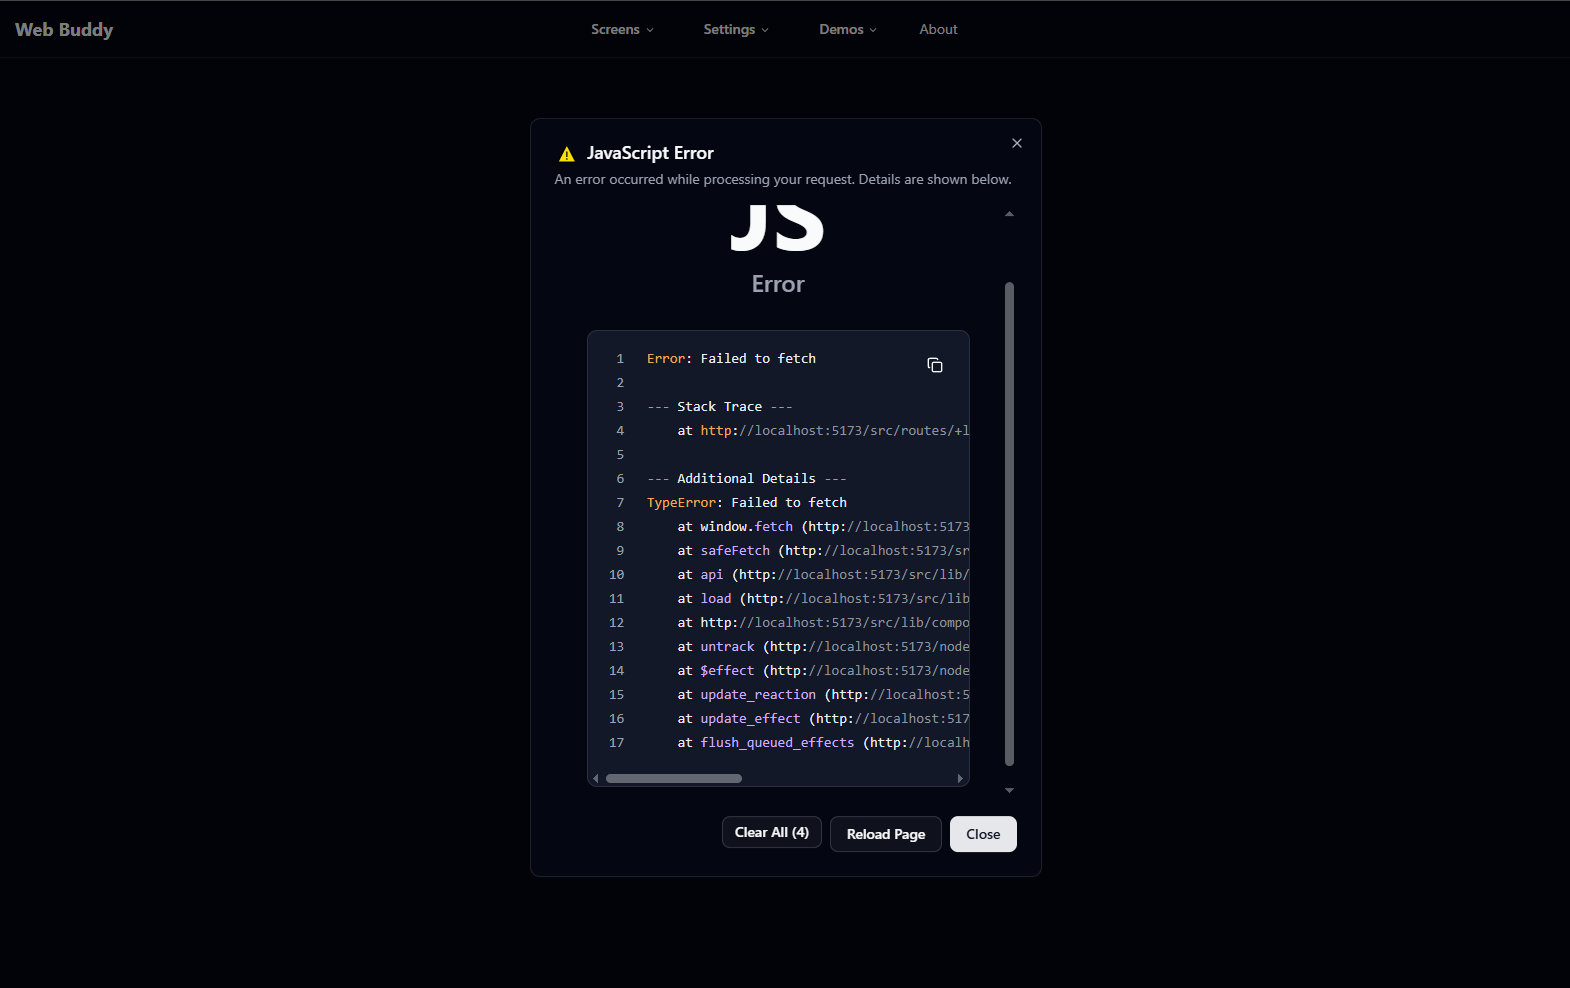 Web Buddy
Screens
Settings
Demos
About
JavaScript Error
An error occurred while processing your request. Details are shown below.
JS
Error
1 Error: Failed to fetch
2
3 --- Stack Trace ---
4 at http://localhost:5173/src/routes/+l
5
6 --- Additional Details ---
7 TypeError: Failed to fetch
8 at window.fetch (http://localhost:5173
9 at safeFetch (http://localhost:5173/sr
10 at api (http://localhost:5173/src/lib/
11 at load (http://localhost:5173/src/lib
12 at http://localhost:5173/src/lib/compo
13 at untrack (http://localhost:5173/node
14 at $effect (http://localhost:5173/node
15 at update_reaction (http://localhost:5
16 at update_effect (http://localhost:517
17 at flush_queued_effects (http://localh
Clear All (4)
Reload Page
Close